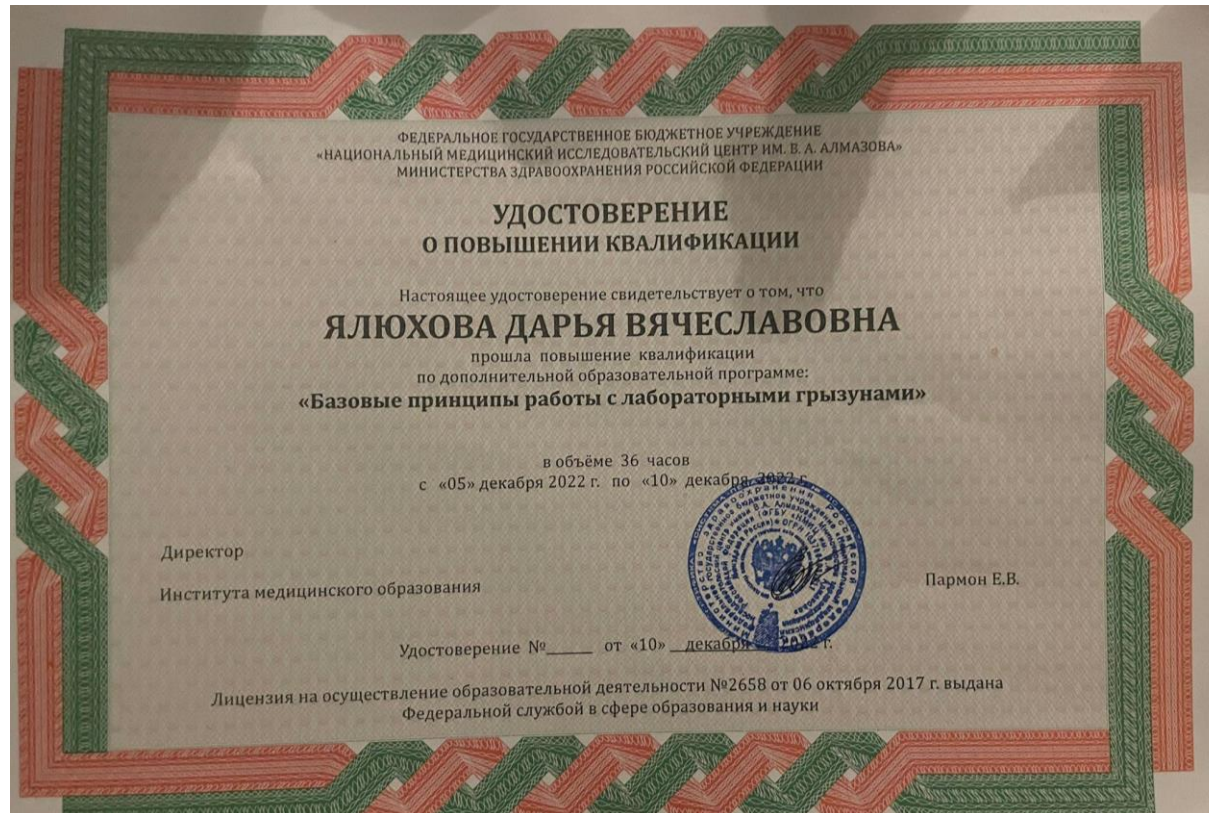 ФЕДЕРАЛЬНОЕ ГОСУДАРСТВЕННОЕ БЮДЖЕТНОЕ УЧРЕЖДЕНИЕ
«НАЦИОНАЛЬНЫЙ МЕДИЦИНСКИЙ ИССЛЕДОВАТЕЛЬСКИЙ ЦЕНТР ИМ. В. А. АЛМАЗОВА»
МИНИСТЕРСТВА ЗДРАВООХРАНЕНИЯ РОССИЙСКОЙ ФЕДЕРАЦИИ
УДОСТОВЕРЕНИЕ
О ПОВЫШЕНИИ КВАЛИФИКАЦИИ
Настоящее удостоверение свидетельствует о том, что
ЯЛЮХОВА ДАРЬЯ ВЯЧЕСЛАВОВНА
прошла повышение квалификации
по дополнительной образовательной программе:
«Базовые принципы работы с лабораторными грызунами»
в объёме 36 часов
с «05» декабря 2022 г. по «10» декабря 2022 г.
Директор
Института медицинского образования
Пармон Е.В.
Удостоверение №______ от «10» декабря 2022 г.
Лицензия на осуществление образовательной деятельности №2658 от 06 октября 2017 г. выдана
Федеральной службой в сфере образования и науки